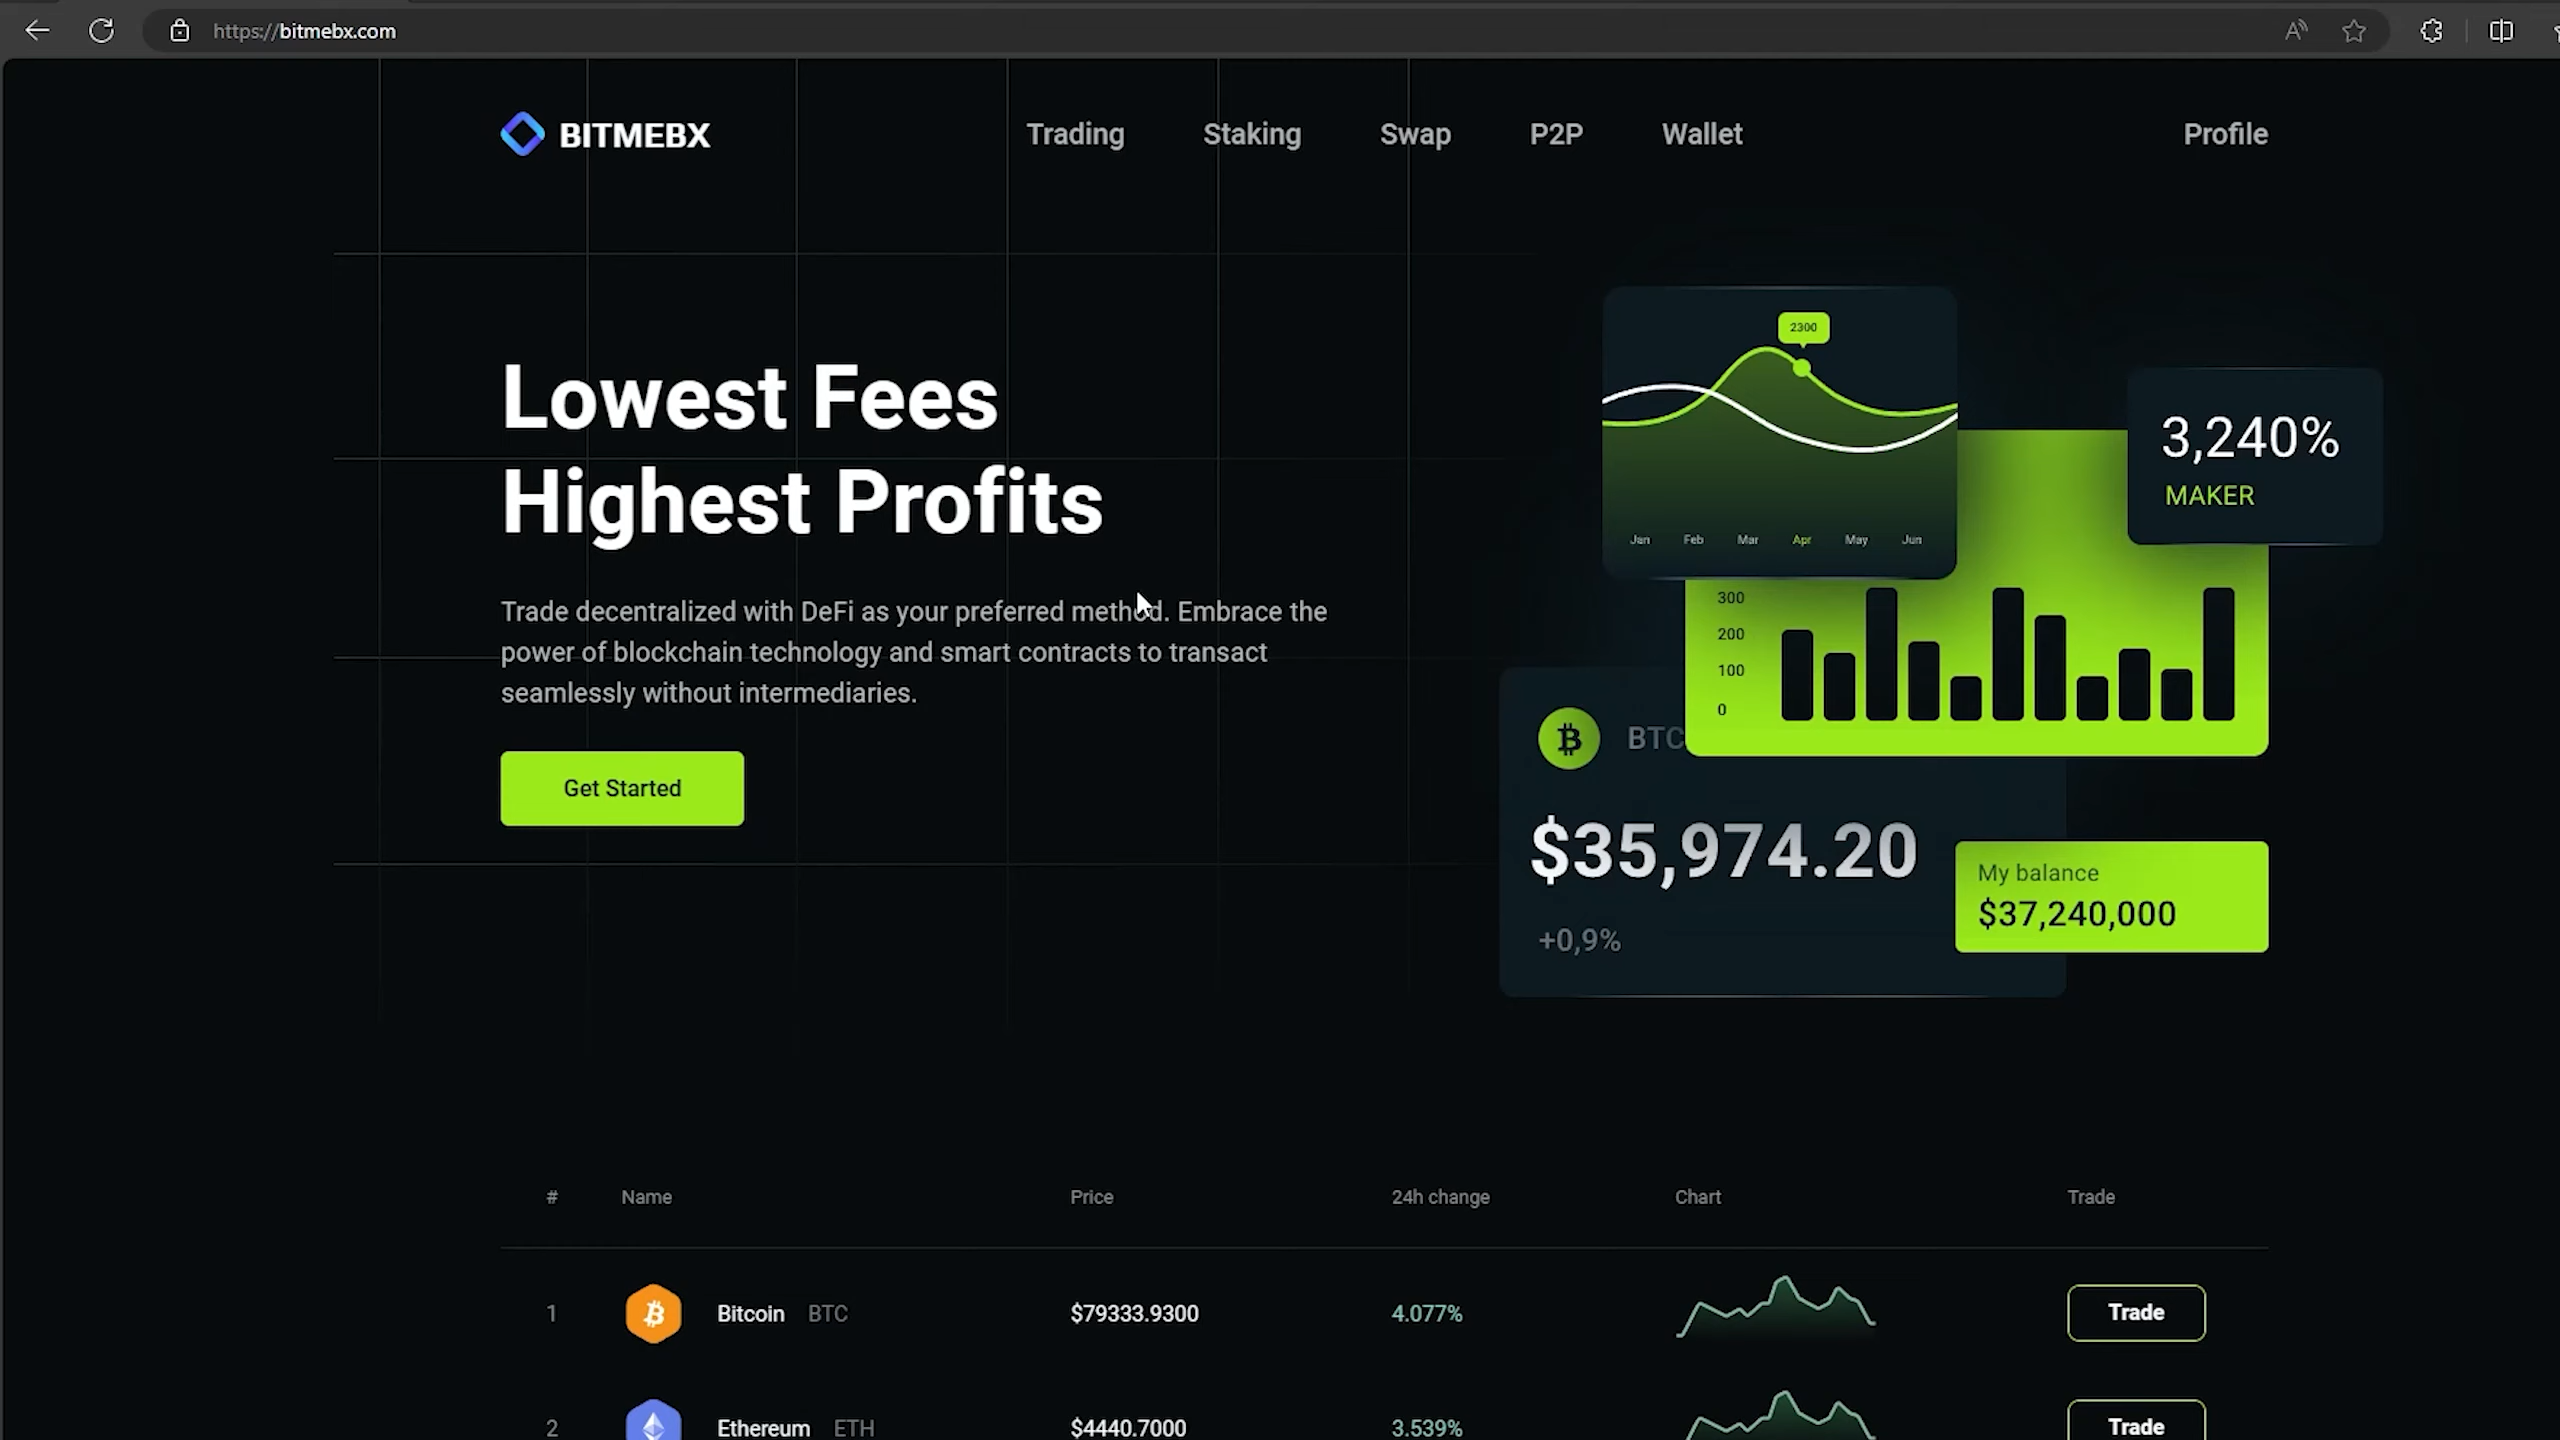 https://bitmebx.com
BITMEBX
Trading
Staking
Swap
P2P
Wallet
Profile
Lowest Fees
Highest Profits
Trade decentralized with DeFi as your preferred method. Embrace the
power of blockchain technology and smart contracts to transact
seamlessly without intermediaries.
Get Started
2300
Jan Feb Mar Apr May Jun
3,240%
MAKER
300
200
100
0
BTC
$35,974.20
+0,9%
My balance
$37,240,000
# Name Price 24h change Chart Trade
1 Bitcoin BTC $79333.9300 4.077% Trade
2 Ethereum ETH $4440.7000 3.539% Trade